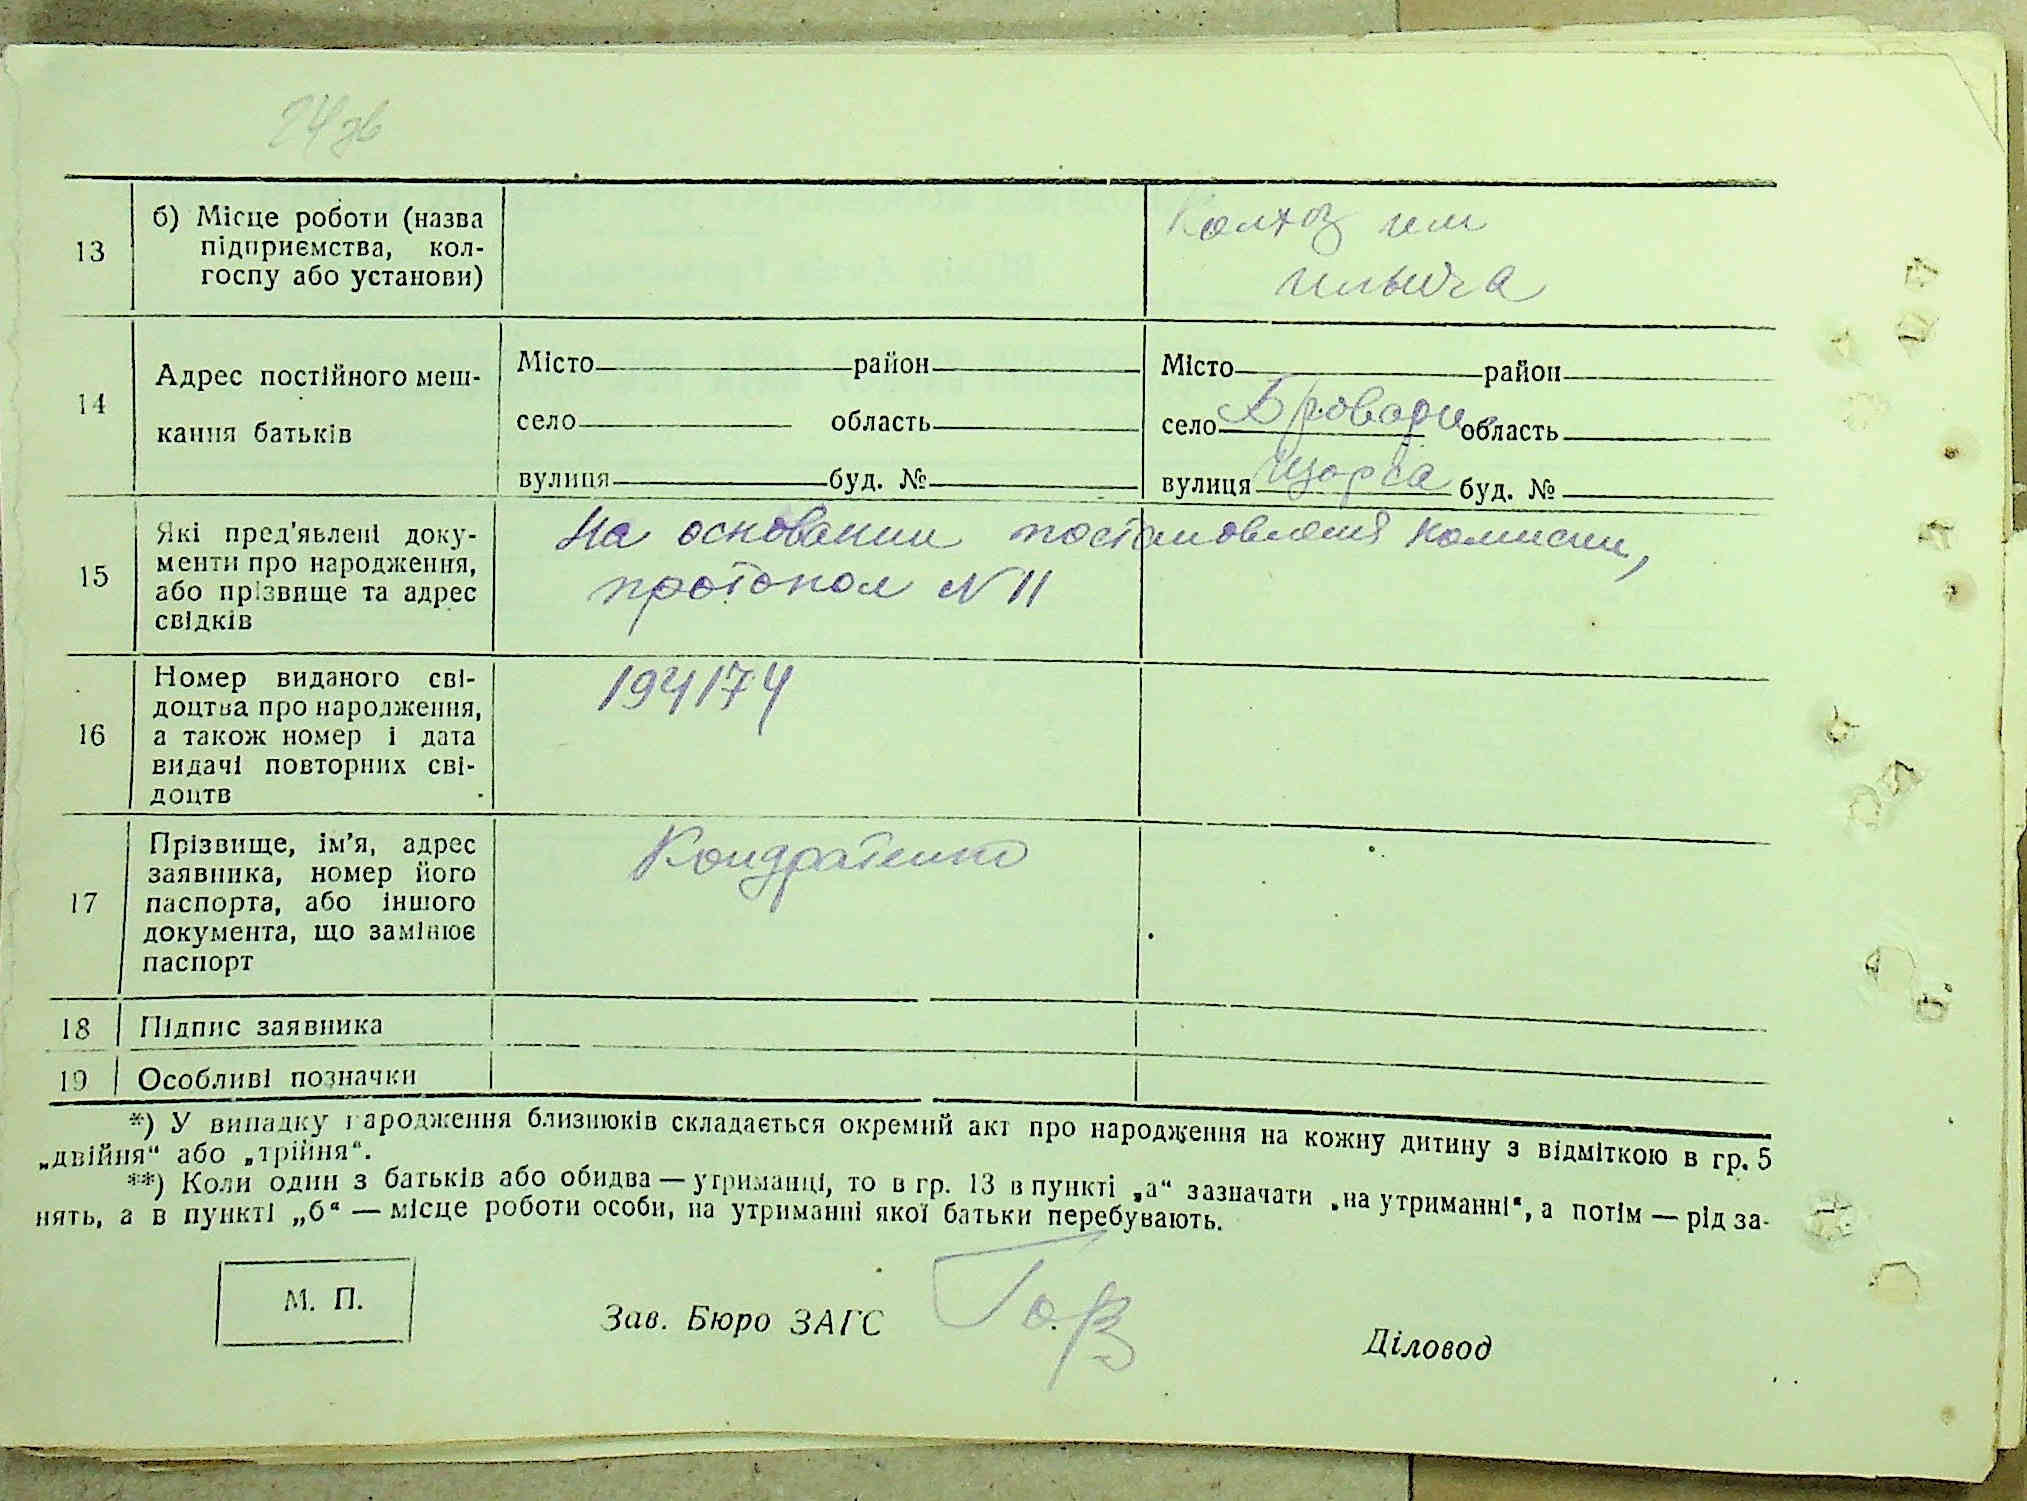 24 зв
13
б) Місце роботи (назва
підприємства, кол-
госпу або установи)
Колхоз им
Ильича
14
Адрес постійного меш-
кання батьків
Місто район
село область
вулиця буд. №
Місто район
село Бровари область
вулиця Щорса буд. №
15
Які пред'явлені доку-
менти про народження,
або прізвище та адрес
свідків
На основании постановления комиссии,
протокол N 11
16
Номер виданого сві-
доцтва про народження,
а також номер і дата
видачі повторних сві-
доцтв
194174
17
Прізвище, ім'я, адрес
заявника, номер його
паспорта, або іншого
документа, що замінює
паспорт
Кондратенко
18
Підпис заявника
19
Особливі позначки
*) У випадку народження близнюків складається окремий акт про народження на кожну дитину з відміткою в гр. 5
„двійня“ або „трійня“.
**) Коли один з батьків або обидва — утриманці, то в гр. 13 в пункті „а“ зазначати „на утриманні“, а потім — рід за-
нять, а в пункті „б“ — місце роботи особи, на утриманні якої батьки перебувають.
М. П.
Зав. Бюро ЗАГС
Діловод